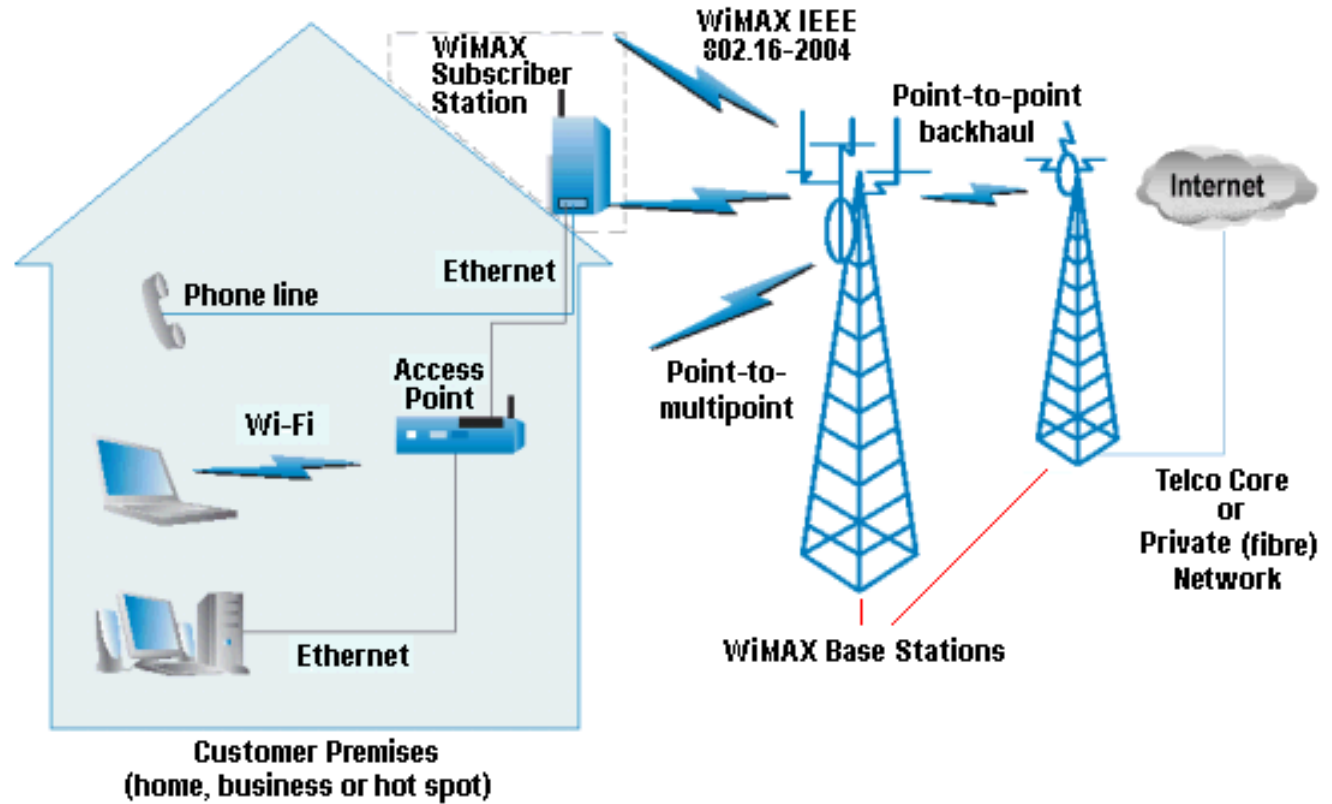 WiMAX IEEE
802.16-2004
WiMAX
Subscriber
Station
Point-to-point
backhaul
Internet
Ethernet
Phone line
Access
Point
Point-to-
multipoint
Wi-Fi
Telco Core
or
Private (fibre)
Network
Ethernet
WiMAX Base Stations
Customer Premises
(home, business or hot spot)